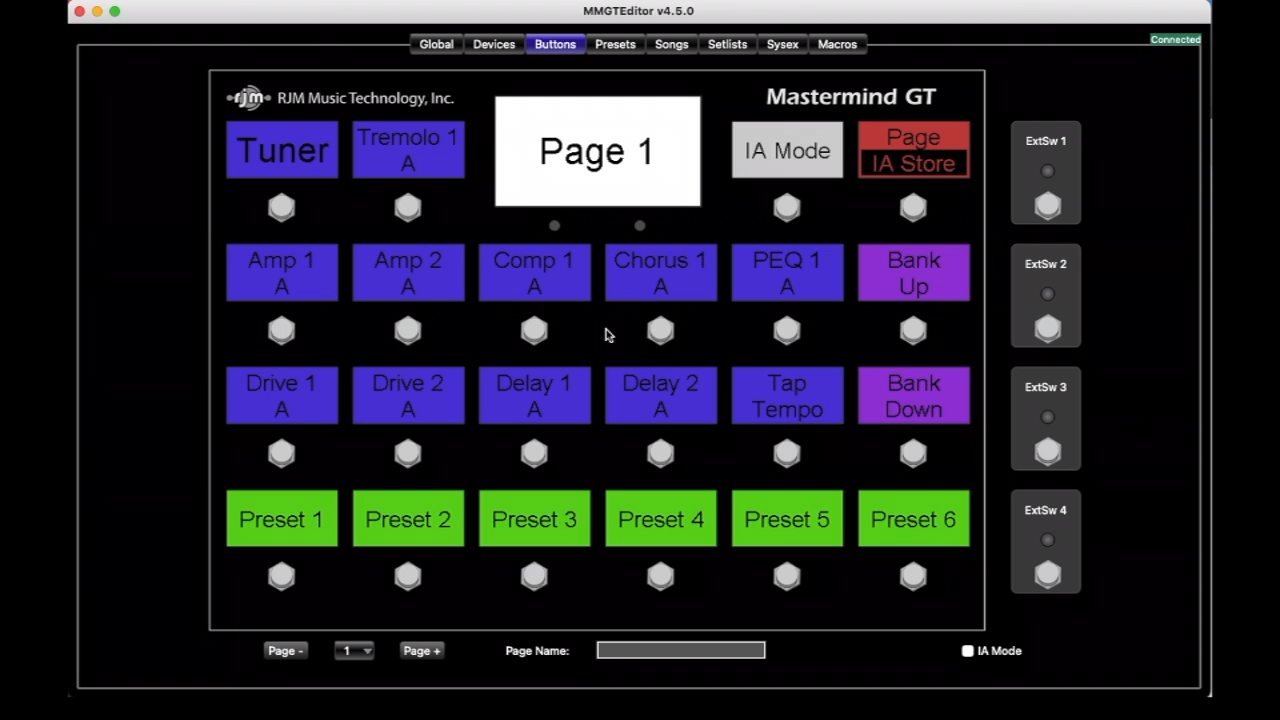 MMGTEditor v4.5.0
Global Devices Buttons Presets Songs Setlists Sysex Macros
Connected
rjm RJM Music Technology, Inc.
Mastermind GT
Tuner
Tremolo 1
A
Page 1
IA Mode
Page
IA Store
ExtSw 1
Amp 1
A
Amp 2
A
Comp 1
A
Chorus 1
A
PEQ 1
A
Bank
Up
ExtSw 2
Drive 1
A
Drive 2
A
Delay 1
A
Delay 2
A
Tap
Tempo
Bank
Down
ExtSw 3
Preset 1
Preset 2
Preset 3
Preset 4
Preset 5
Preset 6
ExtSw 4
Page - 1 Page + Page Name: IA Mode